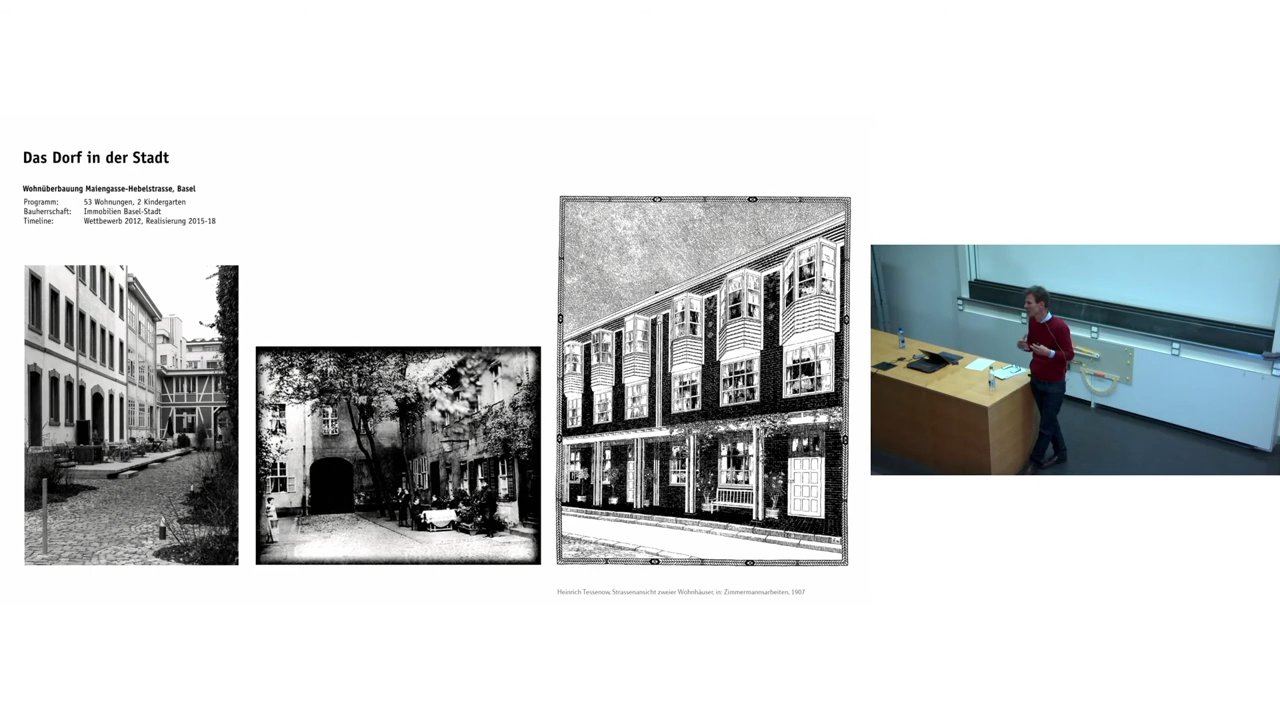 Das Dorf in der Stadt
Wohnüberbauung Maiengasse-Hebelstrasse, Basel
Programm: 53 Wohnungen, 2 Kindergarten
Bauherrschaft: Immobilien Basel-Stadt
Timeline: Wettbewerb 2012, Realisierung 2015-18
Heinrich Tessenow, Strassenansicht zweier Wohnhäuser, in: Zimmermannsarbeiten, 1907